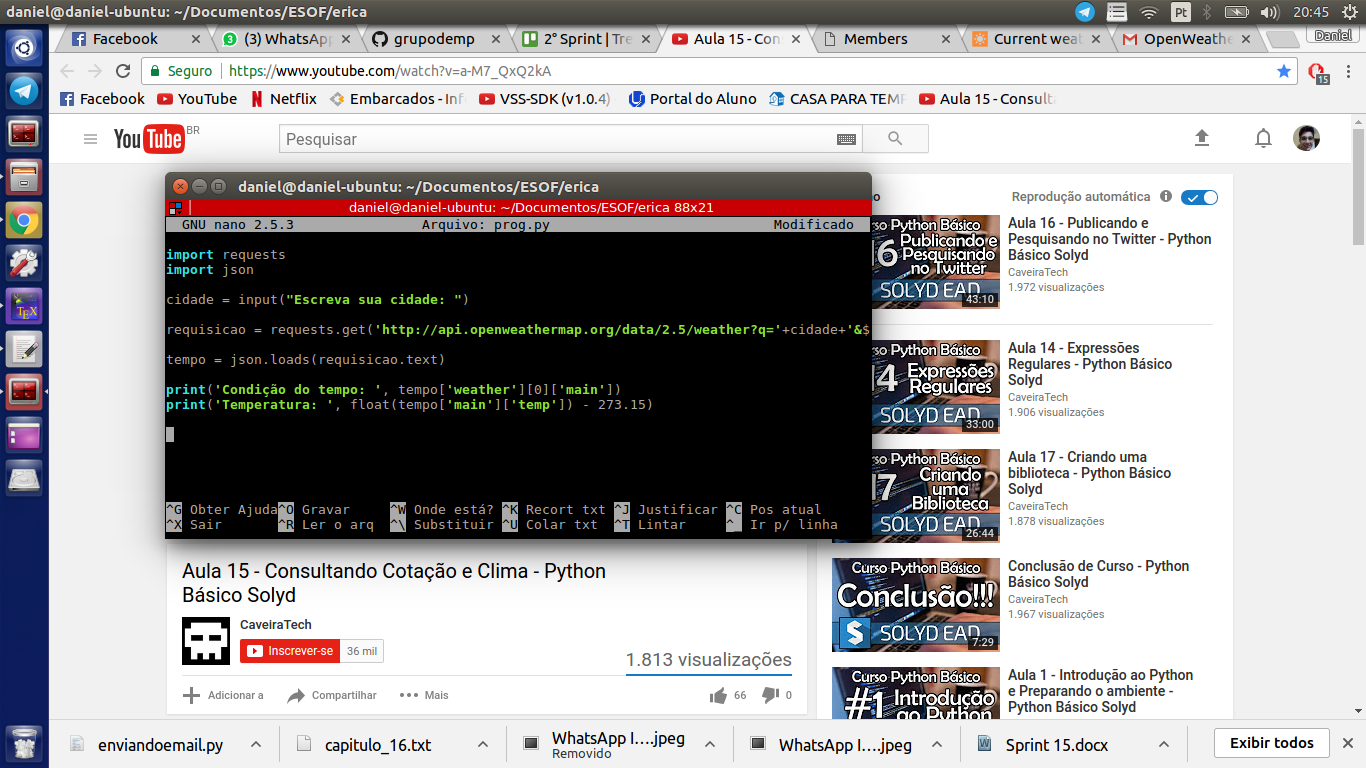 daniel@daniel-ubuntu: ~/Documentos/ESOF/erica
Pt
20:45
Facebook
(3) WhatsApp
grupodemp
2° Sprint | Tre
Aula 15 - Con
Members
Current weat
OpenWeathe
Daniel
Seguro
https://www.youtube.com/watch?v=a-M7_QxQ2kA
15
Facebook
YouTube
Netflix
Embarcados - Inf
VSS-SDK (v1.0.4)
Portal do Aluno
CASA PARA TEMP
Aula 15 - Consult
YouTube BR
Pesquisar
daniel@daniel-ubuntu: ~/Documentos/ESOF/erica
daniel@daniel-ubuntu: ~/Documentos/ESOF/erica 88x21
GNU nano 2.5.3 Arquivo: prog.py Modificado
import requests
import json
cidade = input("Escreva sua cidade: ")
requisicao = requests.get('http://api.openweathermap.org/data/2.5/weather?q='+cidade+'&$
tempo = json.loads(requisicao.text)
print('Condição do tempo: ', tempo['weather'][0]['main'])
print('Temperatura: ', float(tempo['main']['temp']) - 273.15)
^G Obter Ajuda ^O Gravar ^W Onde está? ^K Recort txt ^J Justificar ^C Pos atual
^X Sair ^R Ler o arq ^\ Substituir ^U Colar txt ^T Lintar ^_ Ir p/ linha
Aula 15 - Consultando Cotação e Clima - Python
Básico Solyd
CaveiraTech
Inscrever-se
36 mil
1.813 visualizações
Adicionar a
Compartilhar
Mais
66
0
o
Reprodução automática
so Python Básico
6 Publicando e
Pesquisando
no Twitter
SOLYD EAD
43:10
Aula 16 - Publicando e
Pesquisando no Twitter - Python
Básico Solyd
CaveiraTech
1.972 visualizações
so Python Básico
4 Expressões
Regulares
SOLYD EAD
33:00
Aula 14 - Expressões
Regulares - Python Básico
Solyd
CaveiraTech
1.906 visualizações
so Python Básico
7 Criando
uma
Biblioteca
SOLYD EAD
26:44
Aula 17 - Criando uma
biblioteca - Python Básico
Solyd
CaveiraTech
1.878 visualizações
Curso Python Básico
Conclusão!!!
S SOLYD EAD
7:29
Conclusão de Curso - Python
Básico Solyd
CaveiraTech
1.967 visualizações
Curso Python Básico
#1 Introdução
ao Python
Aula 1 - Introdução ao Python
e Preparando o ambiente -
Python Básico Solyd
enviandoemail.py
capitulo_16.txt
WhatsApp I....jpeg
Removido
WhatsApp I....jpeg
Sprint 15.docx
Exibir todos